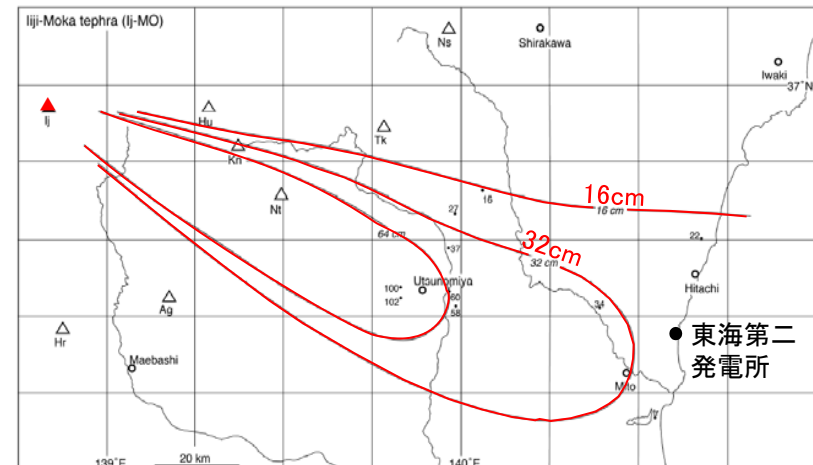 Iiji-Moka tephra (Ij-MO)
Ns
Shirakawa
Iwaki
37°N
Ij
Hu
Tk
Kn
Nt
16
16cm
16 cm
27
64 cm
32cm
37
22
32 cm
100
Utsunomiya
Hitachi
102
60
58
34
Ag
Hr
東海第二
発電所
Maebashi
Mito
139°E
20 km
140°E